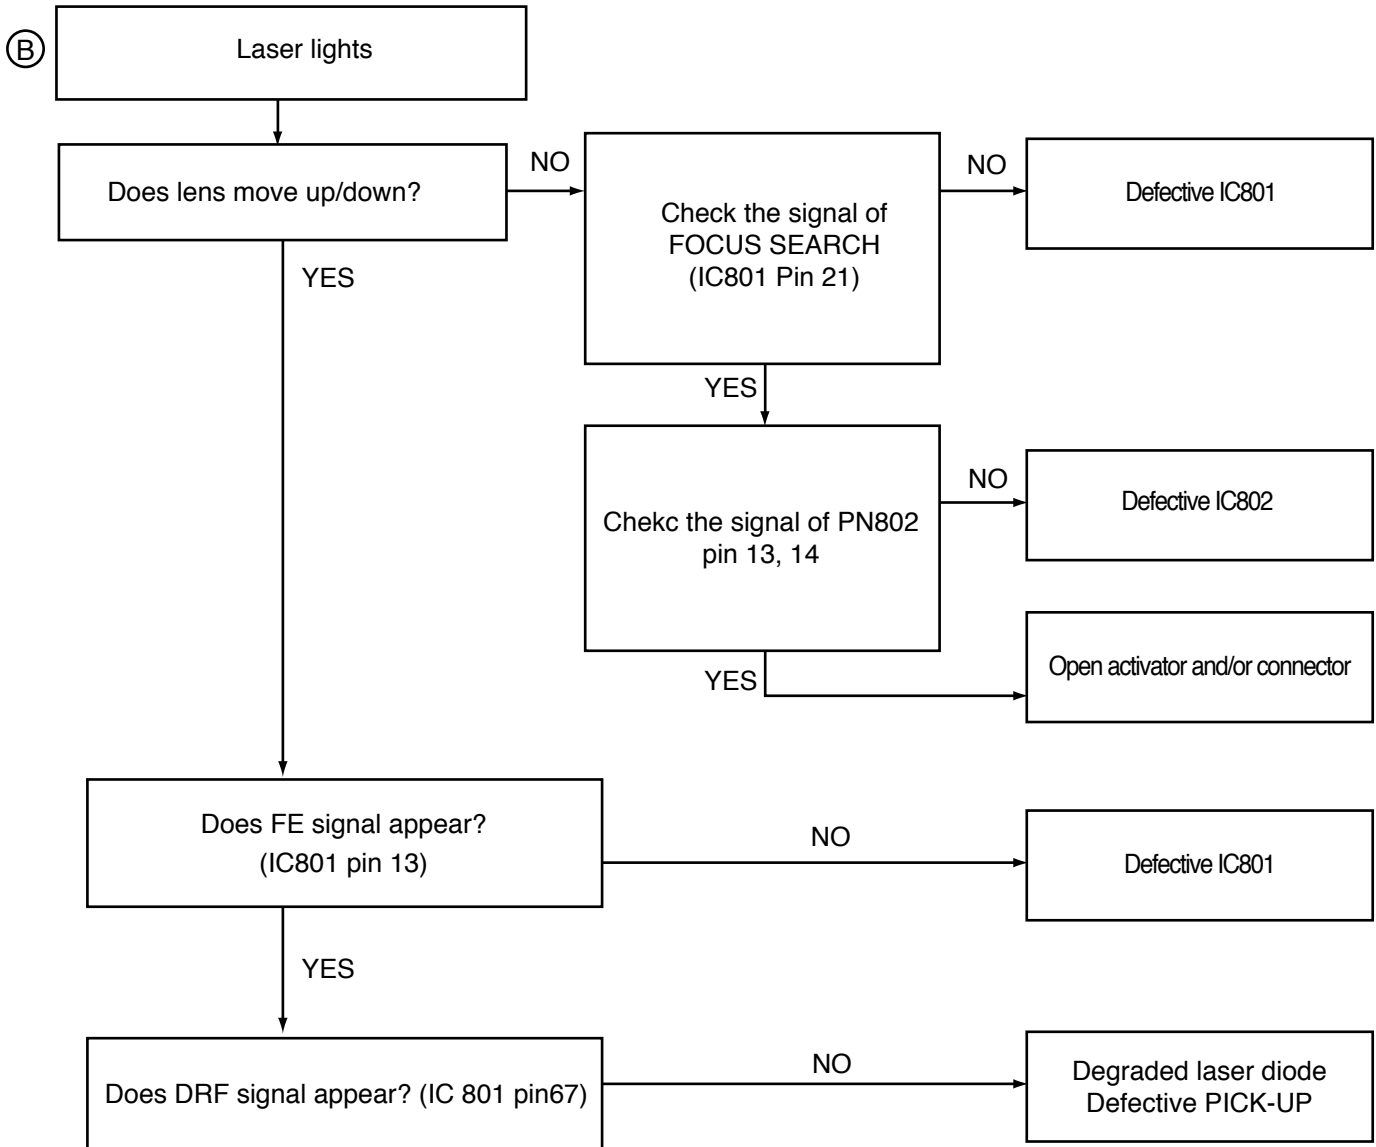 B
Laser lights
Does lens move up/down?
NO
Check the signal of
FOCUS SEARCH
(IC801 Pin 21)
NO
Defective IC801
YES
YES
Chekc the signal of PN802
pin 13, 14
NO
Defective IC802
YES
Open activator and/or connector
Does FE signal appear?
(IC801 pin 13)
NO
Defective IC801
YES
Does DRF signal appear? (IC 801 pin67)
NO
Degraded laser diode
Defective PICK-UP